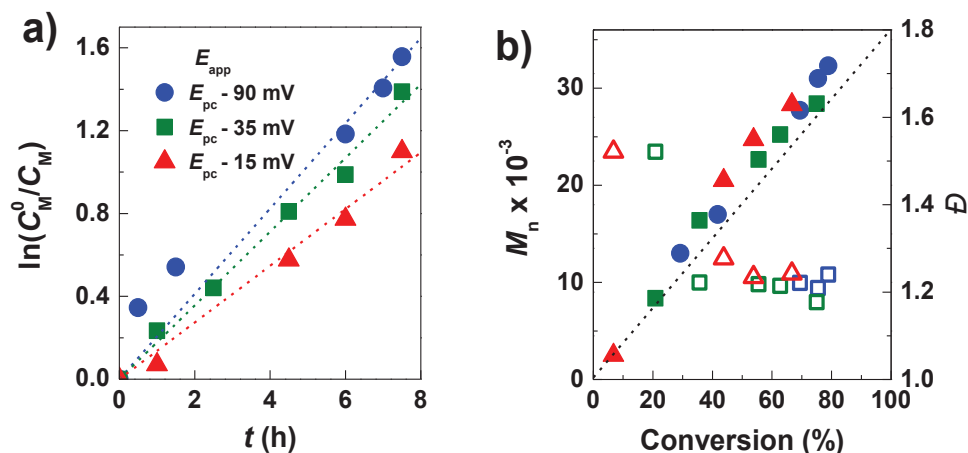 a)
ln(C⁰_M/C_M)
1.6
1.2
0.8
0.4
0.0
E_app
E_pc - 90 mV
E_pc - 35 mV
E_pc - 15 mV
0 2 4 6 8
t (h)
b)
M_n x 10⁻³
30
20
10
0
1.8
1.6
1.4
1.2
1.0
Đ
0 20 40 60 80 100
Conversion (%)